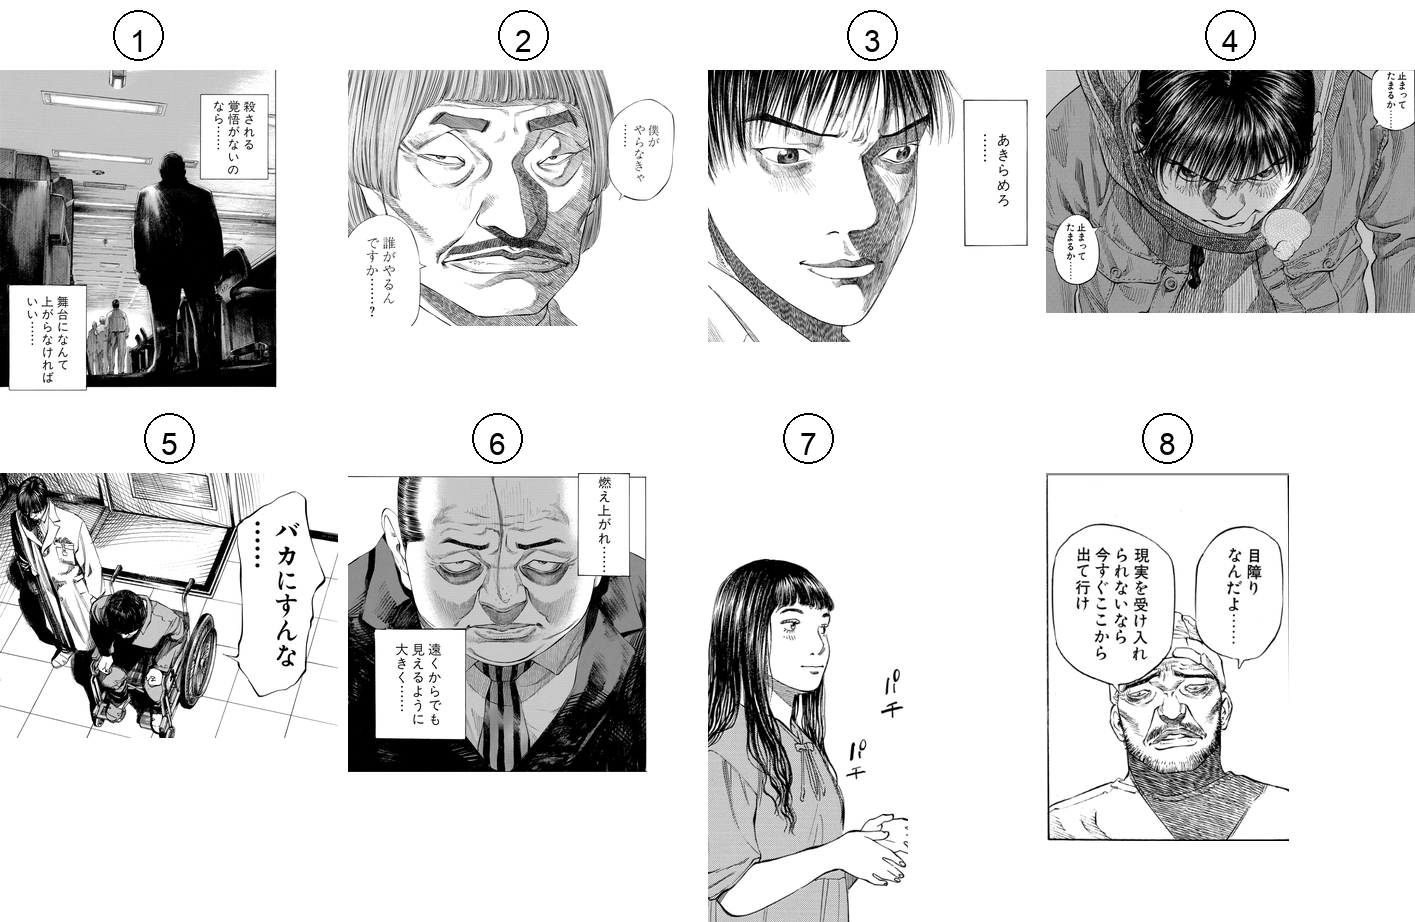 1
殺される
覚悟がないの
なら……
舞台になんて
上がらなければ
いい……
2
僕が
やらなきゃ
……
誰がやるん
ですか……?
3
あきらめろ
……
4
止まって
たまるか…
止まって
たまるか……
5
バカにすんな
……
6
燃え上がれ……
遠くからでも
見えるように
大きく……
7
パチ
パチ
8
目障り
なんだよ……
現実を受け入れ
られないなら
今すぐここから
出て行け